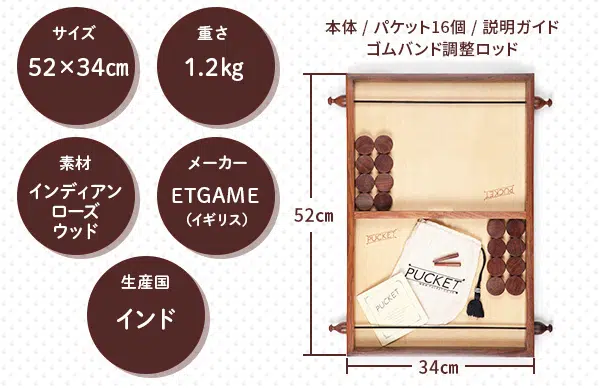 サイズ
52×34㎝
重さ
1.2㎏
素材
インディアン
ローズ
ウッド
メーカー
ETGAME
（イギリス）
生産国
インド
本体 / パケット16個 / 説明ガイド
ゴムバンド調整ロッド
52㎝
34㎝
PUCKET
PUCKET
PUCKET
PUCKET